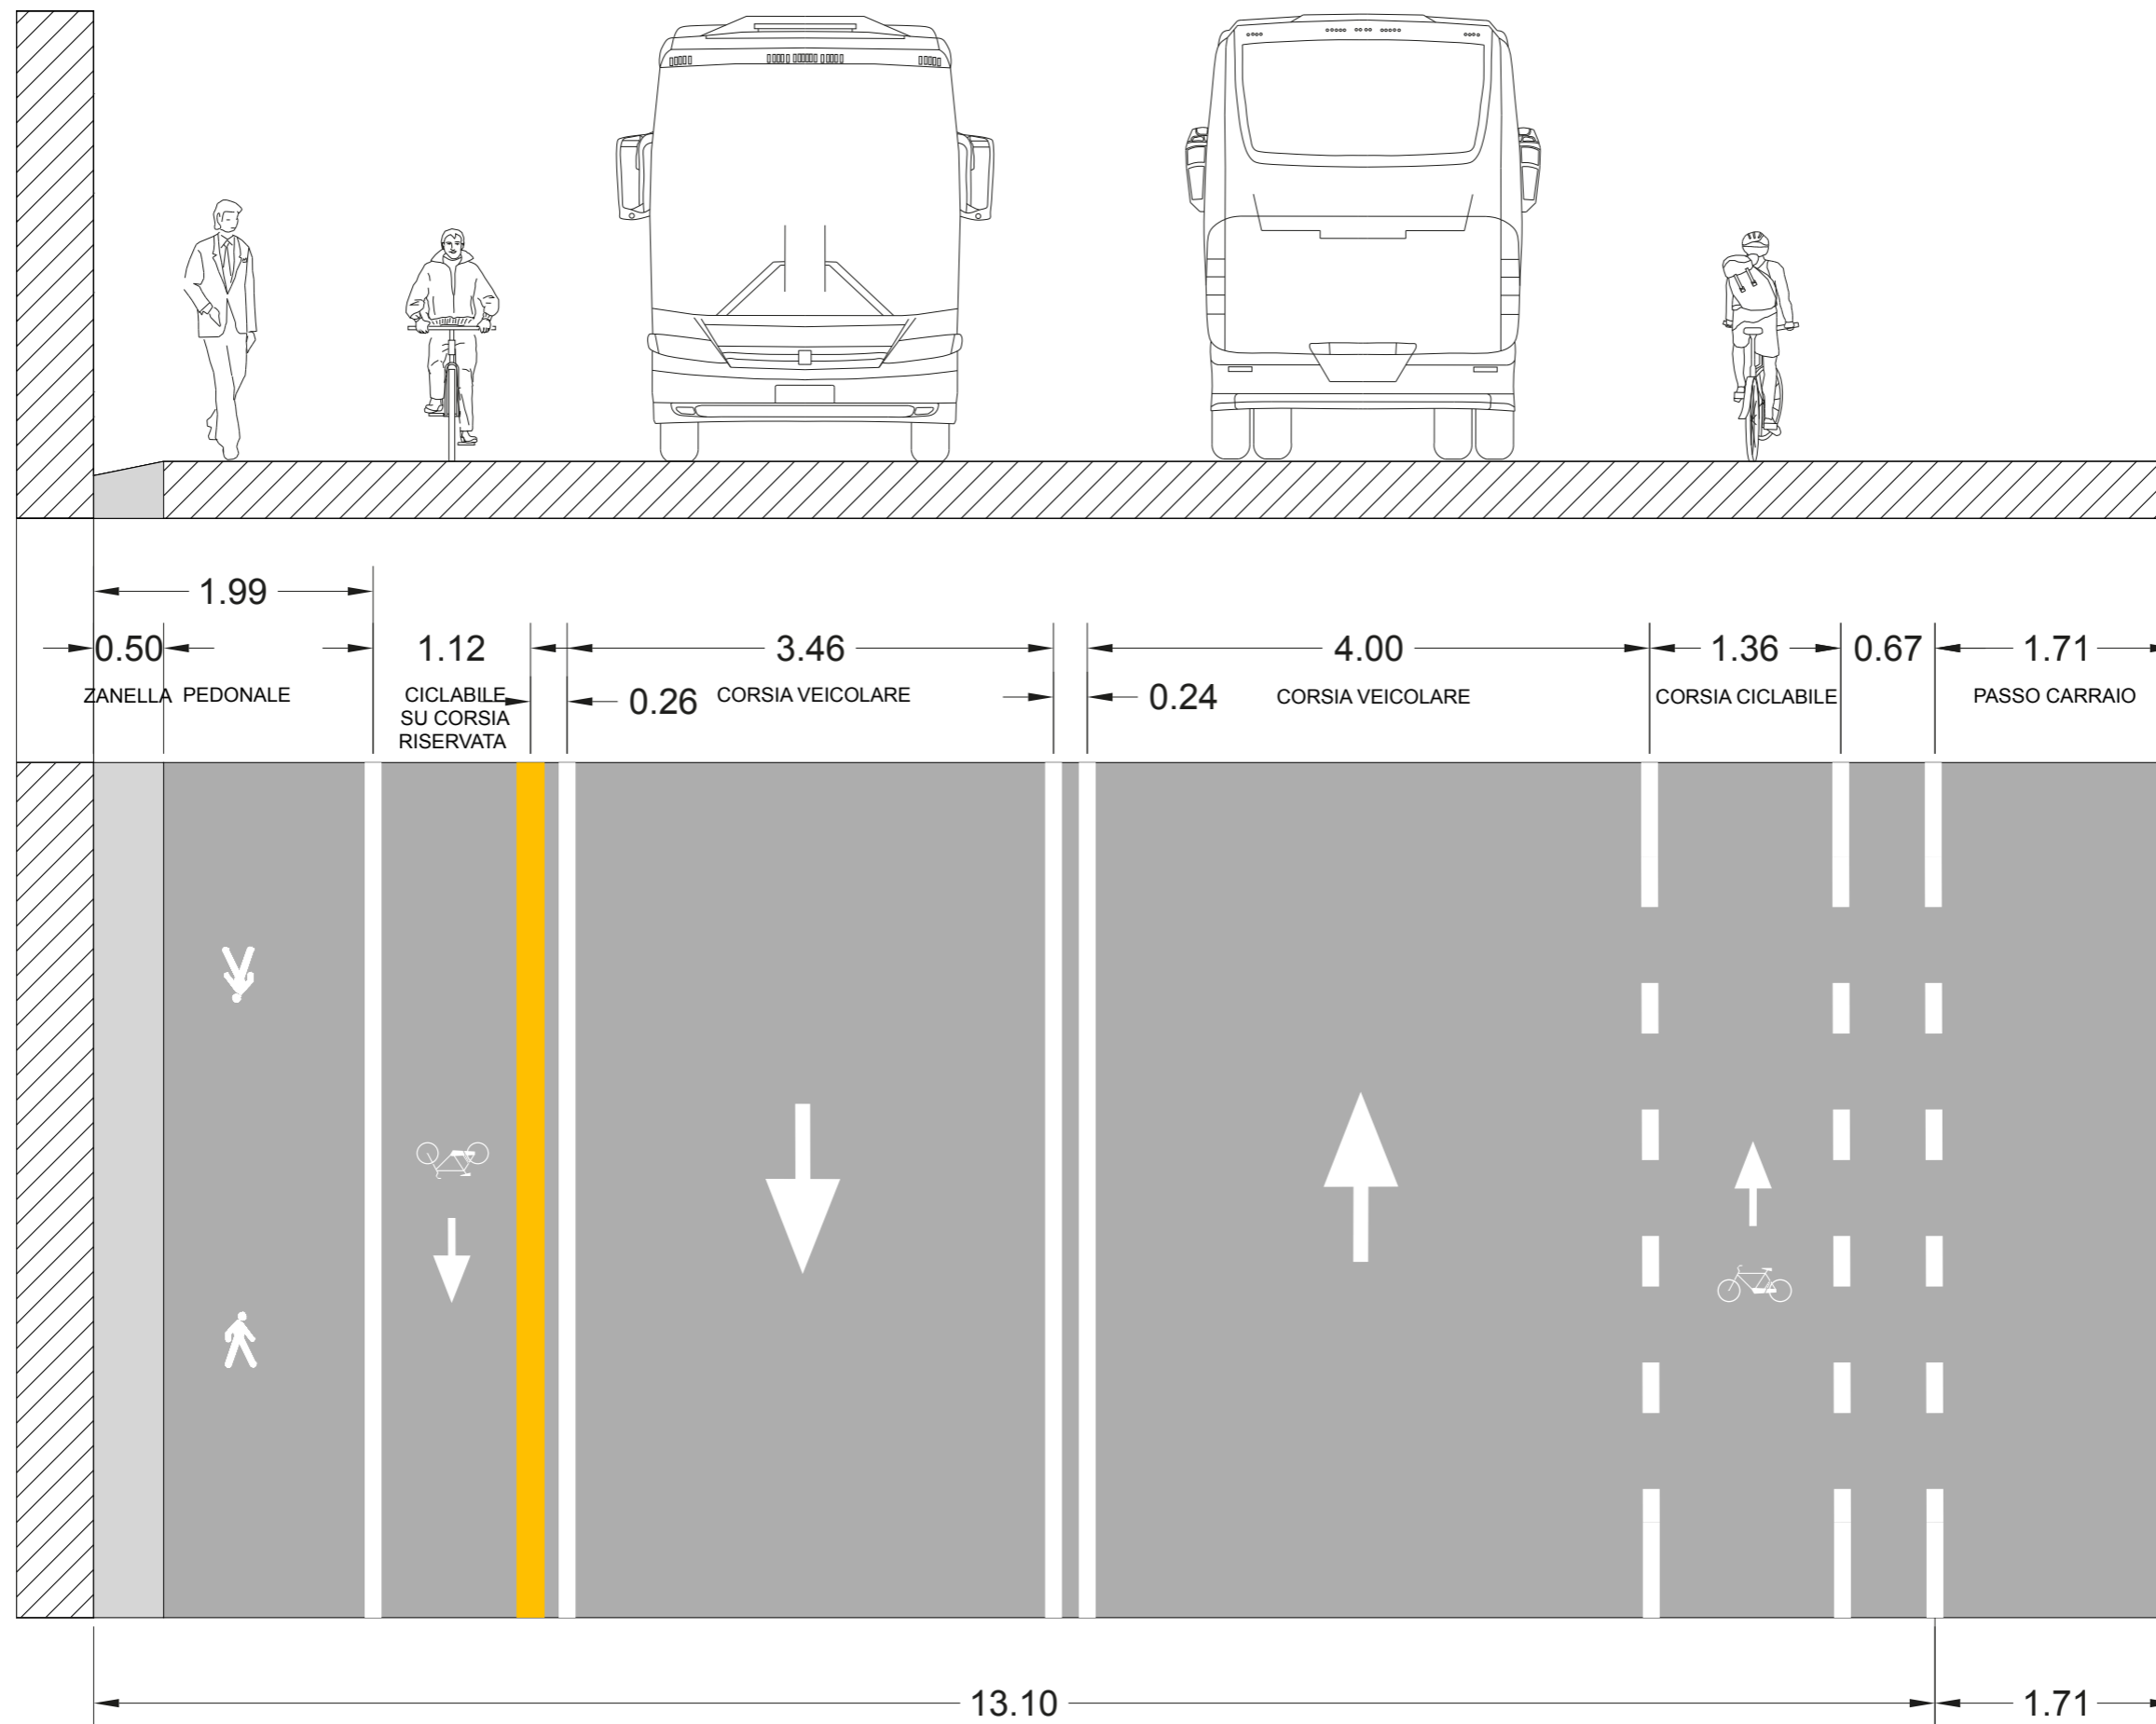 1.99
0.50 1.12 3.46 4.00 1.36 0.67 1.71
ZANELLA PEDONALE CICLABILE 0.26 CORSIA VEICOLARE 0.24 CORSIA VEICOLARE CORSIA CICLABILE PASSO CARRAIO
SU CORSIA
RISERVATA
13.10 1.71